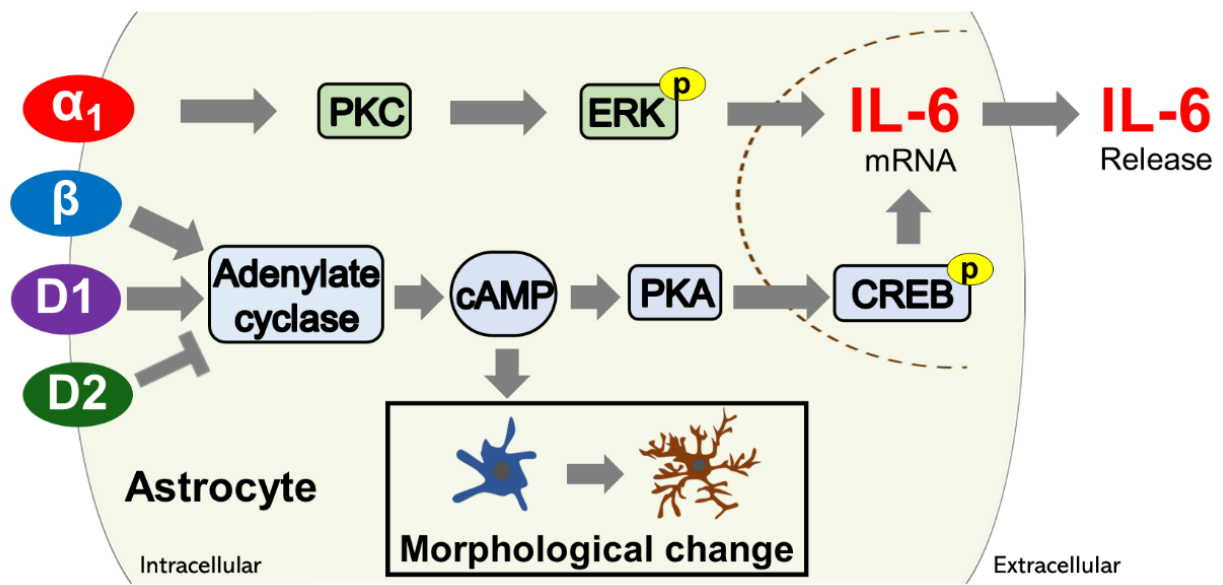 α1
PKC
ERK
p
IL-6
mRNA
IL-6
Release
β
D1
D2
Adenylate
cyclase
cAMP
PKA
CREB
p
Astrocyte
Morphological change
Intracellular
Extracellular